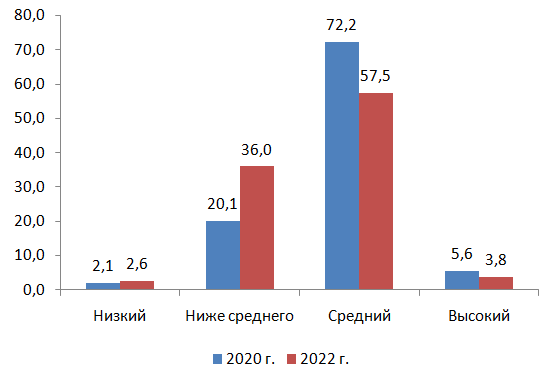 80,0
70,0
60,0
50,0
40,0
30,0
20,0
10,0
0,0
2,1
2,6
20,1
36,0
72,2
57,5
5,6
3,8
Низкий
Ниже среднего
Средний
Высокий
2020 г.
2022 г.